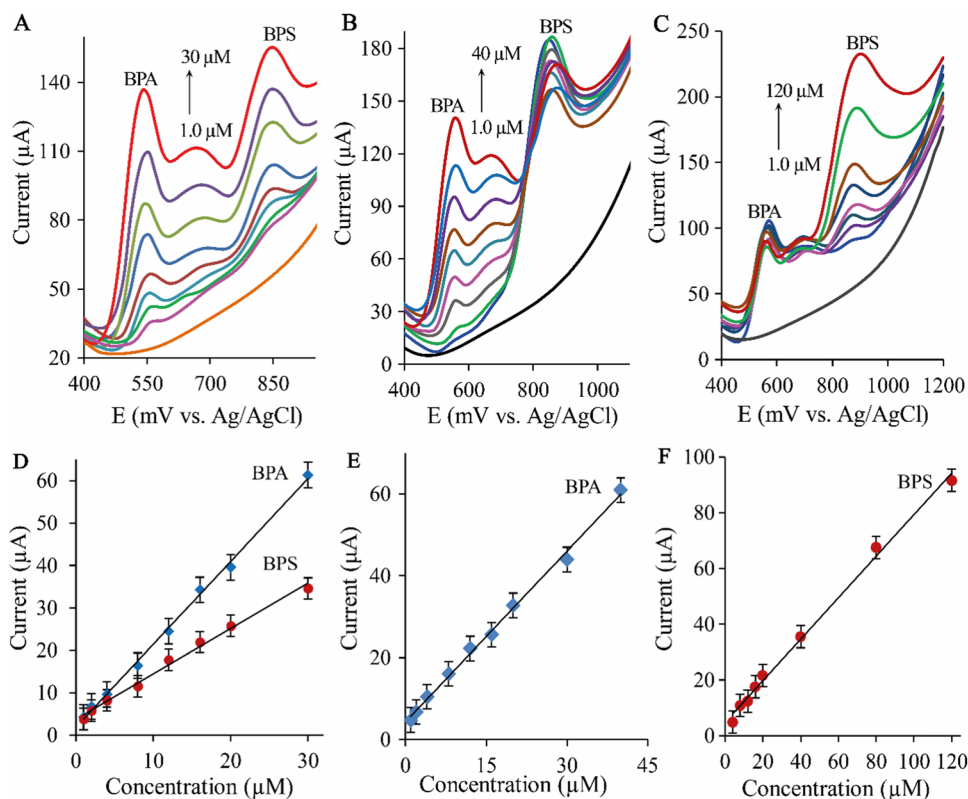 A
BPS
30 µM
BPA
1.0 µM
Current (µA)
140
110
80
50
20
400 550 700 850
E (mV vs. Ag/AgCl)
B
BPS
40 µM
BPA
1.0 µM
Current (µA)
180
150
120
90
60
30
0
400 600 800 1000
E (mV vs. Ag/AgCl)
C
BPS
120 µM
1.0 µM
BPA
Current (µA)
250
200
150
100
50
0
400 600 800 1000 1200
E (mV vs. Ag/AgCl)
D
BPA
BPS
Current (µA)
60
50
40
30
20
10
0
0 10 20 30
Concentration (µM)
E
BPA
Current (µA)
60
40
20
0
0 15 30 45
Concentration (µM)
F
BPS
Current (µA)
100
80
60
40
20
0
0 20 40 60 80 100 120
Concentration (µM)